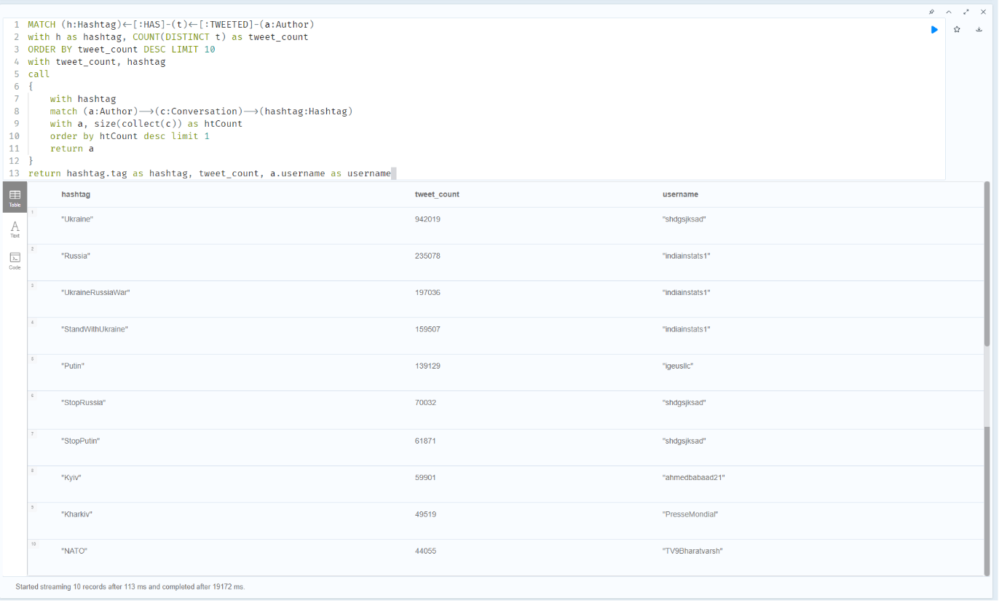 1 MATCH (h:Hashtag)<-[:HAS]-(t)<-[:TWEETED]-(a:Author)
2 with h as hashtag, COUNT(DISTINCT t) as tweet_count
3 ORDER BY tweet_count DESC LIMIT 10
4 with tweet_count, hashtag
5 call
6 {
7 with hashtag
8 match (a:Author)-->(c:Conversation)-->(hashtag:Hashtag)
9 with a, size(collect(c)) as htCount
10 order by htCount desc limit 1
11 return a
12 }
13 return hashtag.tag as hashtag, tweet_count, a.username as username
Table
Text
Code
hashtag tweet_count username
1 "Ukraine" 942019 "shdgsjksad"
2 "Russia" 235078 "indiainstats1"
3 "UkraineRussiaWar" 197036 "indiainstats1"
4 "StandWithUkraine" 159507 "indiainstats1"
5 "Putin" 139129 "igeusllc"
6 "StopRussia" 70032 "shdgsjksad"
7 "StopPutin" 61871 "shdgsjksad"
8 "Kyiv" 59901 "ahmedbabaad21"
9 "Kharkiv" 49519 "PresseMondial"
10 "NATO" 44055 "TV9Bharatvarsh"
Started streaming 10 records after 113 ms and completed after 19172 ms.